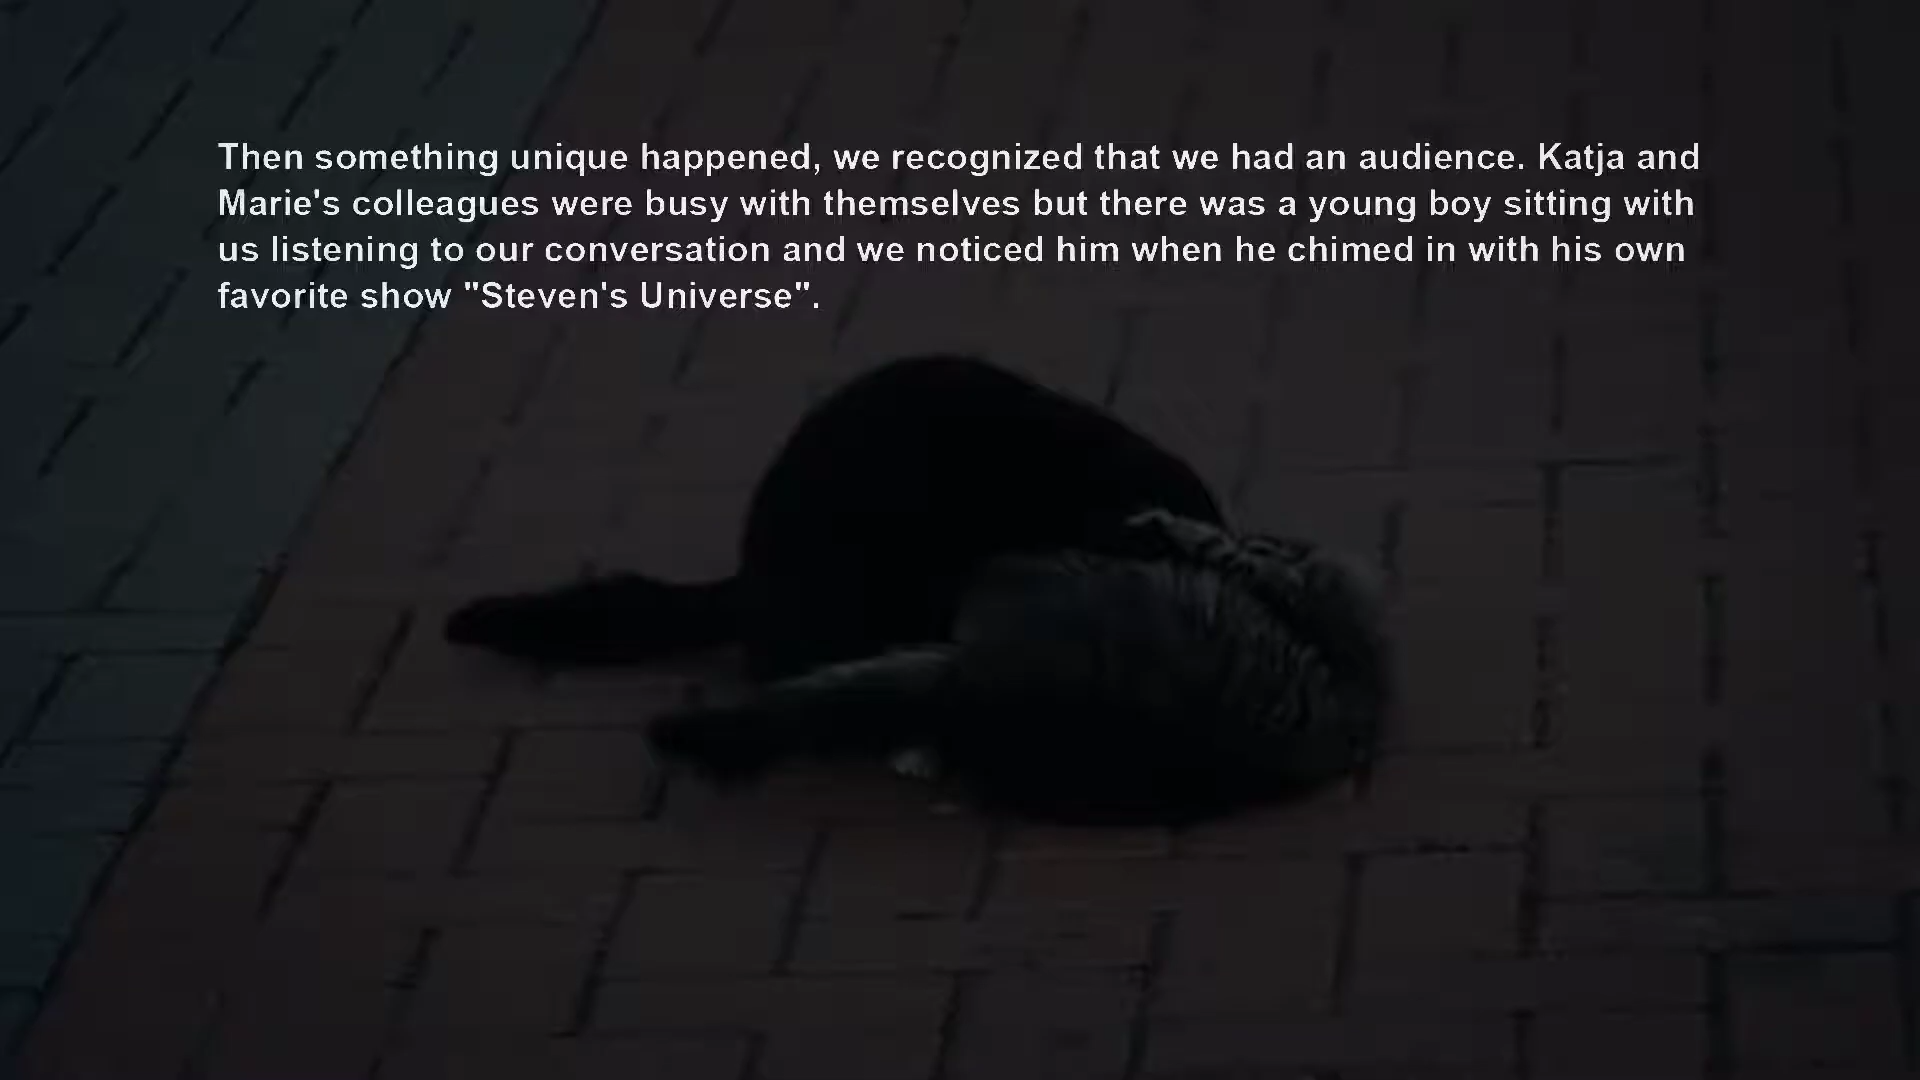 Then something unique happened, we recognized that we had an audience. Katja and
Marie's colleagues were busy with themselves but there was a young boy sitting with
us listening to our conversation and we noticed him when he chimed in with his own
favorite show "Steven's Universe".